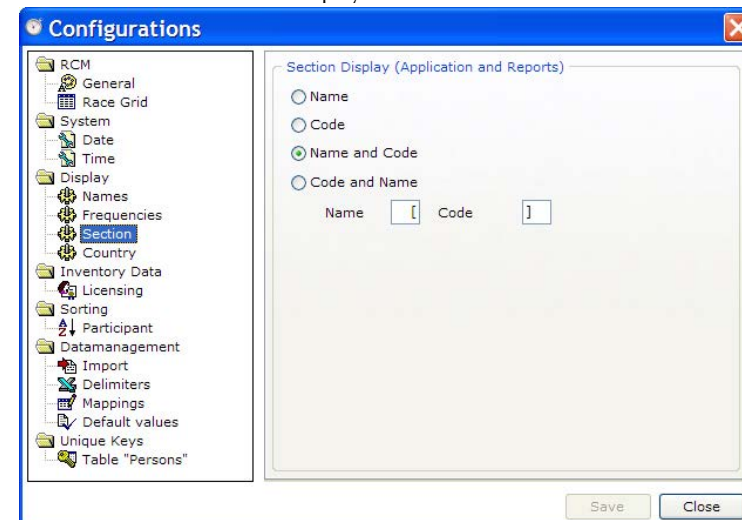 Configurations
RCM
General
Race Grid
System
Date
Time
Display
Names
Frequencies
Section
Country
Inventory Data
Licensing
Sorting
Participant
Datamanagement
Import
Delimiters
Mappings
Default values
Unique Keys
Table "Persons"
Section Display (Application and Reports)
Name
Code
Name and Code
Code and Name
Name [ Code ]
Save Close